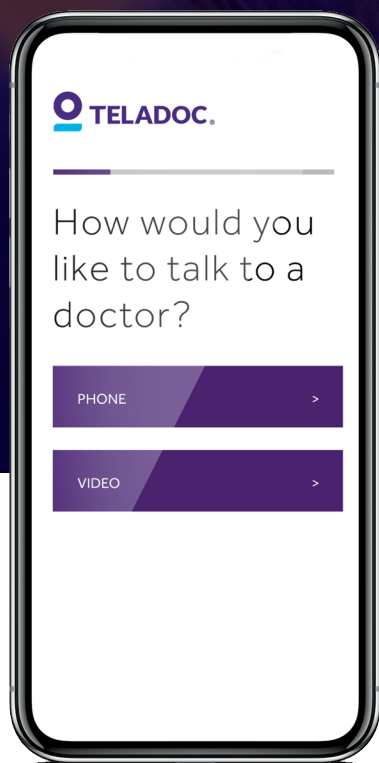 TELADOC®
How would you
like to talk to a
doctor?
PHONE >
VIDEO >